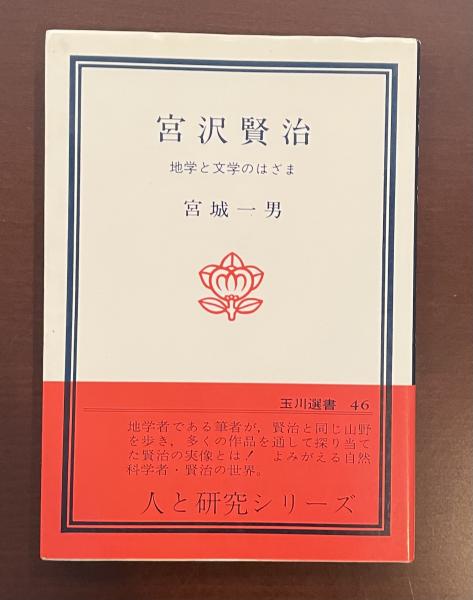 宮沢賢治
地学と文学のはざま
宮城一男
玉川選書 46
地学者である筆者が，賢治と同じ山野
を歩き，多くの作品を通して探り当て
た賢治の実像とは！ よみがえる自然
科学者・賢治の世界。
人と研究シリーズ